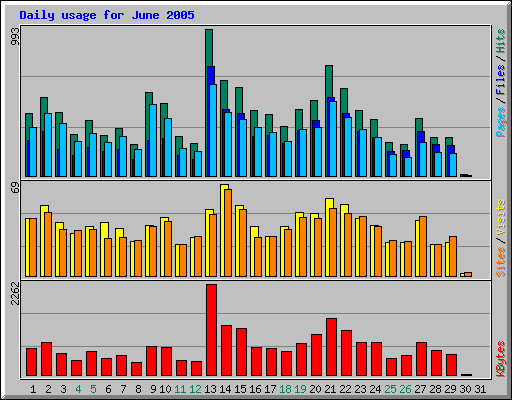 Daily usage for June 2005
993
Pages / Files / Hits
69
Sites / Visits
2262
KBytes
1 2 3 4 5 6 7 8 9 10 11 12 13 14 15 16 17 18 19 20 21 22 23 24 25 26 27 28 29 30 31